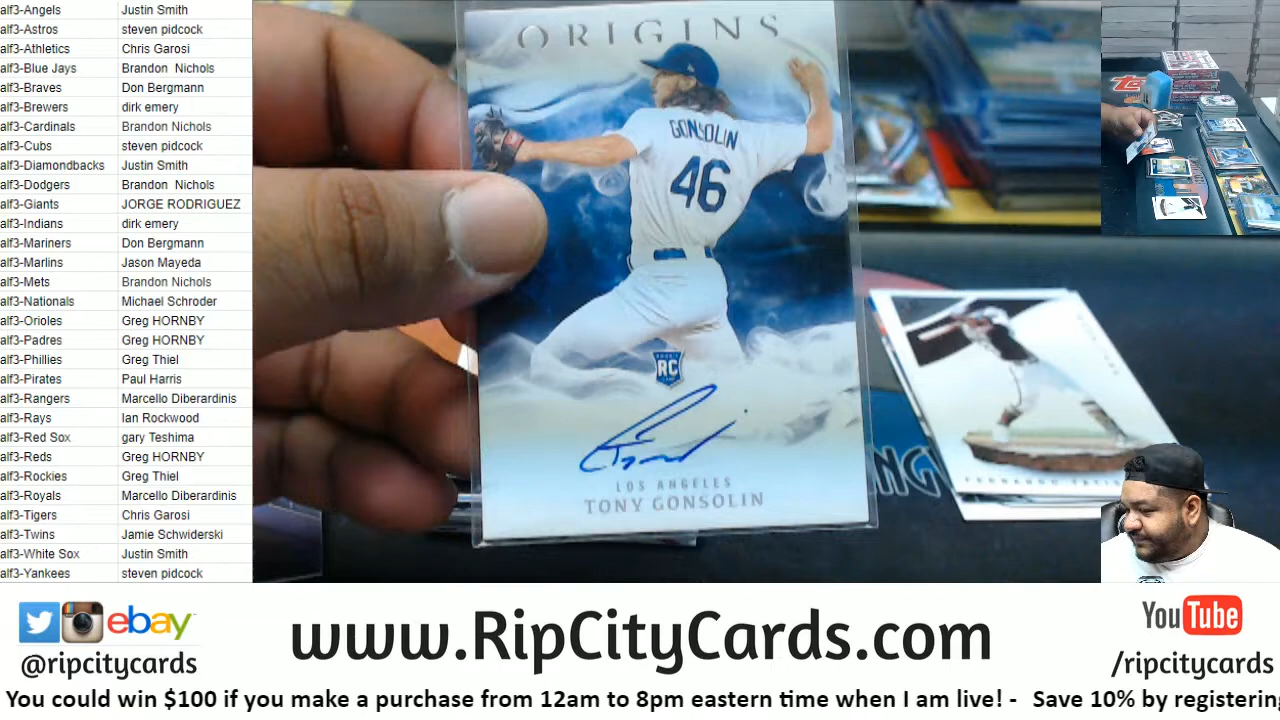 alf3-Angels Justin Smith
alf3-Astros steven pidcock
alf3-Athletics Chris Garosi
alf3-Blue Jays Brandon Nichols
alf3-Braves Don Bergmann
alf3-Brewers dirk emery
alf3-Cardinals Brandon Nichols
alf3-Cubs steven pidcock
alf3-Diamondbacks Justin Smith
alf3-Dodgers Brandon Nichols
alf3-Giants JORGE RODRIGUEZ
alf3-Indians dirk emery
alf3-Mariners Don Bergmann
alf3-Marlins Jason Mayeda
alf3-Mets Brandon Nichols
alf3-Nationals Michael Schroder
alf3-Orioles Greg HORNBY
alf3-Padres Greg HORNBY
alf3-Phillies Greg Thiel
alf3-Pirates Paul Harris
alf3-Rangers Marcello Diberardinis
alf3-Rays Ian Rockwood
alf3-Red Sox gary Teshima
alf3-Reds Greg HORNBY
alf3-Rockies Greg Thiel
alf3-Royals Marcello Diberardinis
alf3-Tigers Chris Garosi
alf3-Twins Jamie Schwiderski
alf3-White Sox Justin Smith
alf3-Yankees steven pidcock
ORIGINS
GONSOLIN
46
RC
LOS ANGELES
TONY GONSOLIN
FERNANDO
ebay
@ripcitycards
www.RipCityCards.com
YouTube
/ripcitycards
You could win $100 if you make a purchase from 12am to 8pm eastern time when I am live! - Save 10% by registering